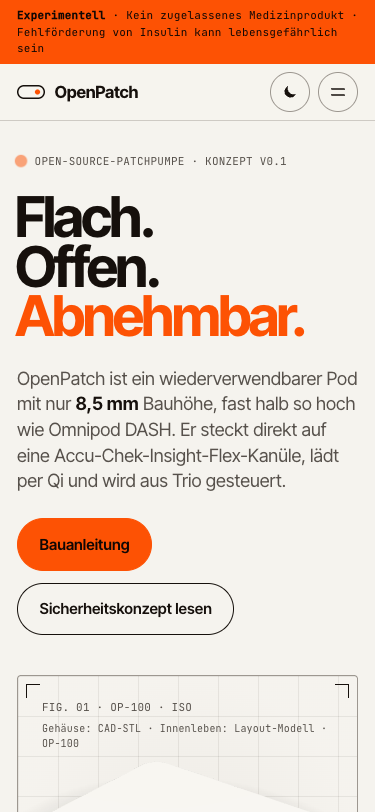 Experimentell · Kein zugelassenes Medizinprodukt ·
Fehlförderung von Insulin kann lebensgefährlich
sein
OpenPatch
OPEN-SOURCE-PATCHPUMPE · KONZEPT V0.1
Flach.
Offen.
Abnehmbar.
OpenPatch ist ein wiederverwendbarer Pod
mit nur 8,5 mm Bauhöhe, fast halb so hoch
wie Omnipod DASH. Er steckt direkt auf
eine Accu-Chek-Insight-Flex-Kanüle, lädt
per Qi und wird aus Trio gesteuert.
Bauanleitung
Sicherheitskonzept lesen
FIG. 01 · OP-100 · ISO
Gehäuse: CAD-STL · Innenleben: Layout-Modell ·
OP-100